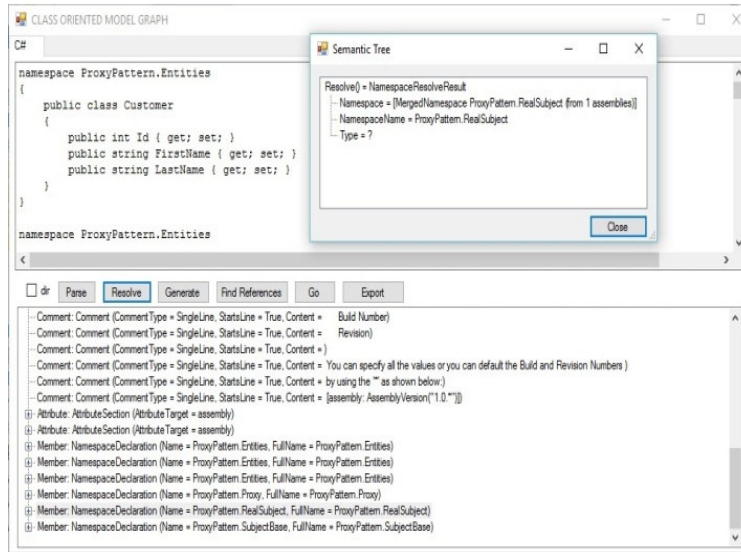 CLASS ORIENTED MODEL GRAPH
C#
namespace ProxyPattern.Entities
{
public class Customer
{
public int Id { get; set; }
public string FirstName { get; set; }
public string LastName { get; set; }
}
}
namespace ProxyPattern.Entities
Semantic Tree
Resolve() = NamespaceResolveResult
Namespace = [MergedNamespace ProxyPattern.RealSubject (from 1 assemblies)]
NamespaceName = ProxyPattern.RealSubject
Type = ?
Close
dir Parse Resolve Generate Find References Go Export
Comment: Comment (CommentType = SingleLine, StartsLine = True, Content = Build Number)
Comment: Comment (CommentType = SingleLine, StartsLine = True, Content = Revision)
Comment: Comment (CommentType = SingleLine, StartsLine = True, Content = )
Comment: Comment (CommentType = SingleLine, StartsLine = True, Content = You can specify all the values or you can default the Build and Revision Numbers )
Comment: Comment (CommentType = SingleLine, StartsLine = True, Content = by using the '*' as shown below:)
Comment: Comment (CommentType = SingleLine, StartsLine = True, Content = [assembly: AssemblyVersion("1.0.*")])
Attribute: AttributeSection (AttributeTarget = assembly)
Attribute: AttributeSection (AttributeTarget = assembly)
Member: NamespaceDeclaration (Name = ProxyPattern.Entities, FullName = ProxyPattern.Entities)
Member: NamespaceDeclaration (Name = ProxyPattern.Entities, FullName = ProxyPattern.Entities)
Member: NamespaceDeclaration (Name = ProxyPattern.Entities, FullName = ProxyPattern.Entities)
Member: NamespaceDeclaration (Name = ProxyPattern.Proxy, FullName = ProxyPattern.Proxy)
Member: NamespaceDeclaration (Name = ProxyPattern.RealSubject, FullName = ProxyPattern.RealSubject)
Member: NamespaceDeclaration (Name = ProxyPattern.SubjectBase, FullName = ProxyPattern.SubjectBase)